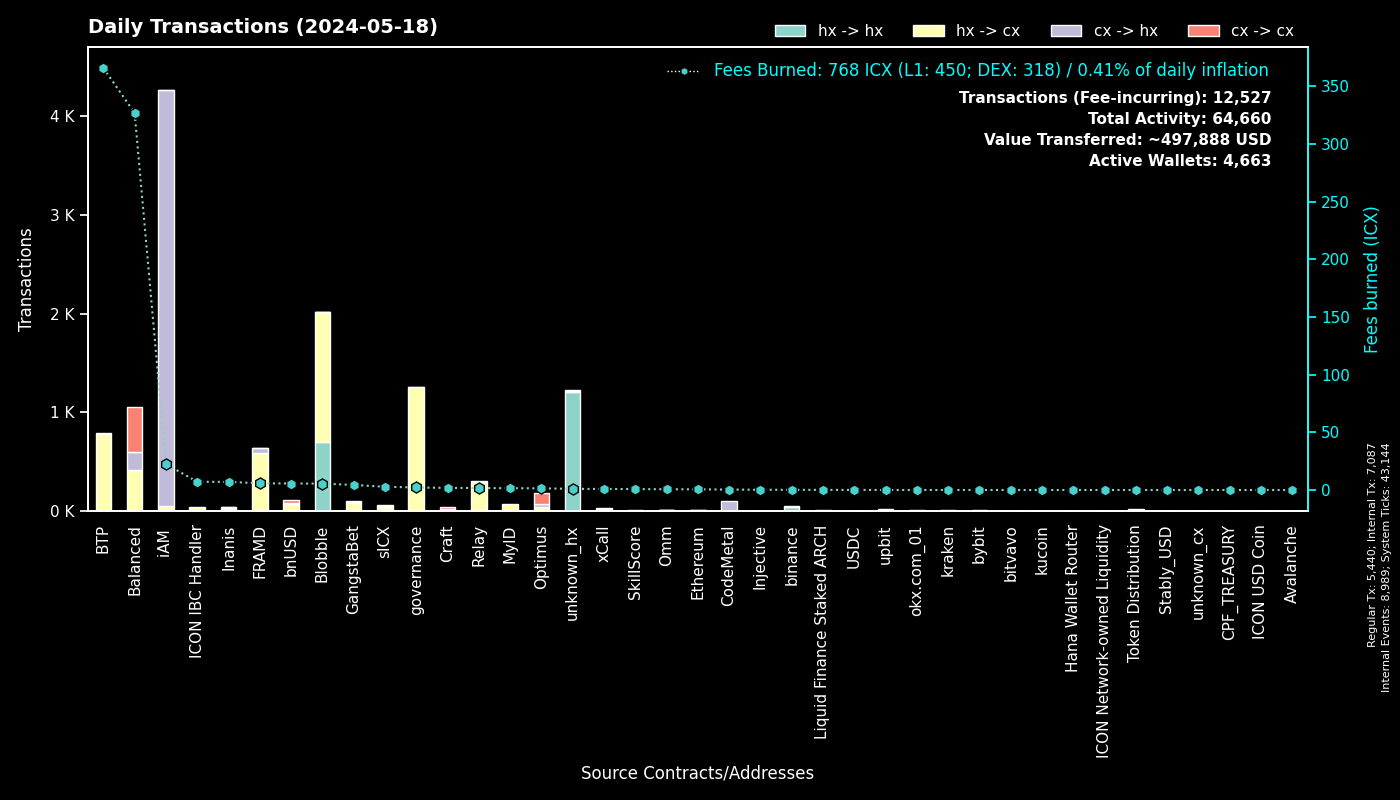 Daily Transactions (2024-05-18)
hx -> hx
hx -> cx
cx -> hx
cx -> cx
Fees Burned: 768 ICX (L1: 450; DEX: 318) / 0.41% of daily inflation
Transactions (Fee-incurring): 12,527
Total Activity: 64,660
Value Transferred: ~497,888 USD
Active Wallets: 4,663
Transactions
4 K
3 K
2 K
1 K
0 K
350
300
250
200
150
100
50
0
Fees burned (ICX)
BTP
Balanced
iAM
ICON IBC Handler
Inanis
FRAMD
bnUSD
Blobble
GangstaBet
sICX
governance
Craft
Relay
MyID
Optimus
unknown_hx
xCall
SkillScore
Omm
Ethereum
CodeMetal
Injective
binance
Liquid Finance Staked ARCH
USDC
upbit
okx.com_01
kraken
bybit
bitvavo
kucoin
Hana Wallet Router
ICON Network-owned Liquidity
Token Distribution
Stably_USD
unknown_cx
CPF_TREASURY
ICON USD Coin
Avalanche
Source Contracts/Addresses
Regular Tx: 5,440; Internal Tx: 7,087
Internal Events: 8,989; System Ticks: 43,144